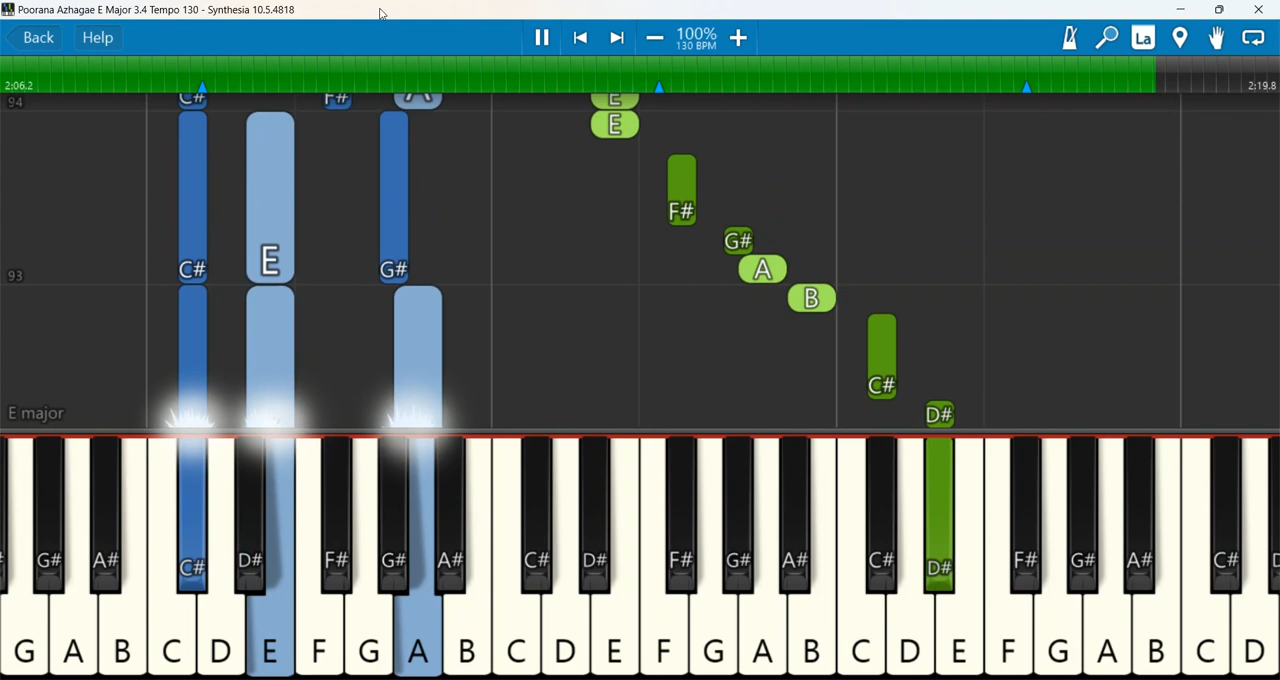 Poorana Azhagae E Major 3.4 Tempo 130 - Synthesia 10.5.4818
Back Help 100% La
130 BPM
2:06.2 2:19.8
94 C# F# A E
E
F#
G#
93 C# E G# A
B
C#
E major D#
G# A# C# D# F# G# A# C# D# F# G# A# C# D# F# G# A# C#
G A B C D E F G A B C D E F G A B C D E F G A B C D